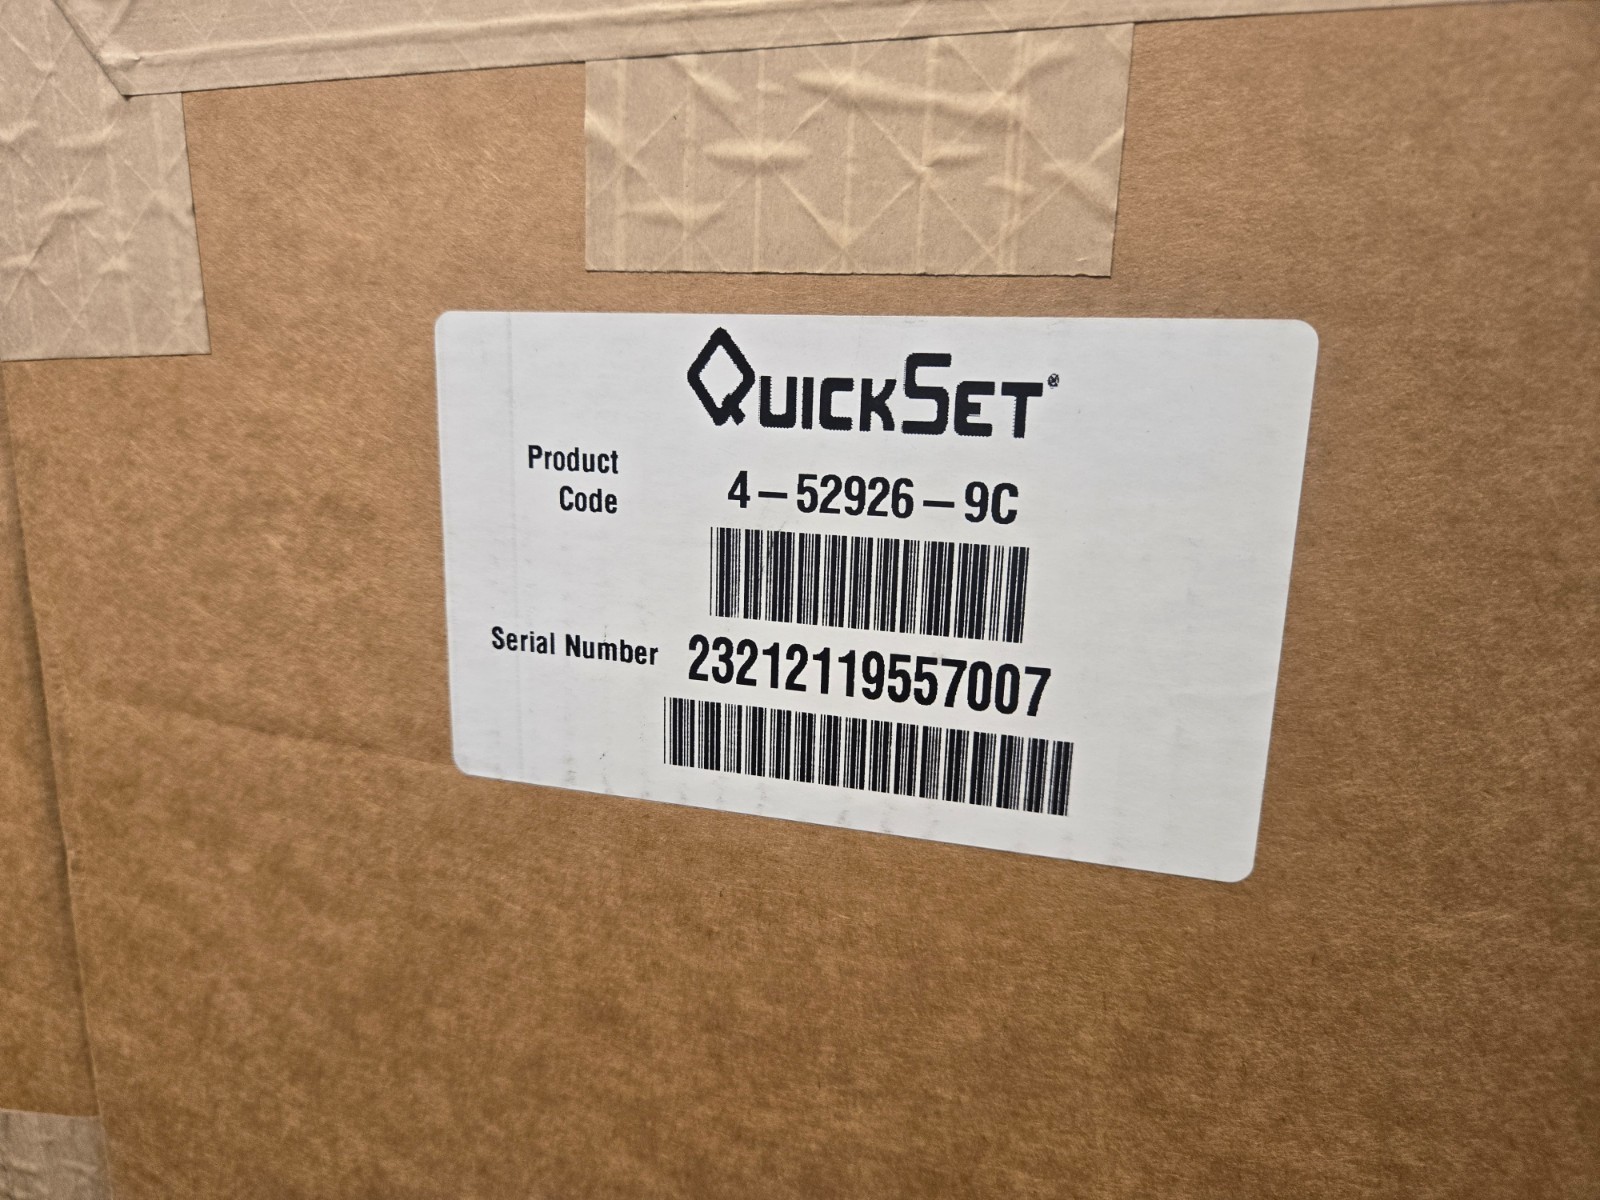 QUICKSET®
Product Code 4-52926-9C
Serial Number 23212119557007